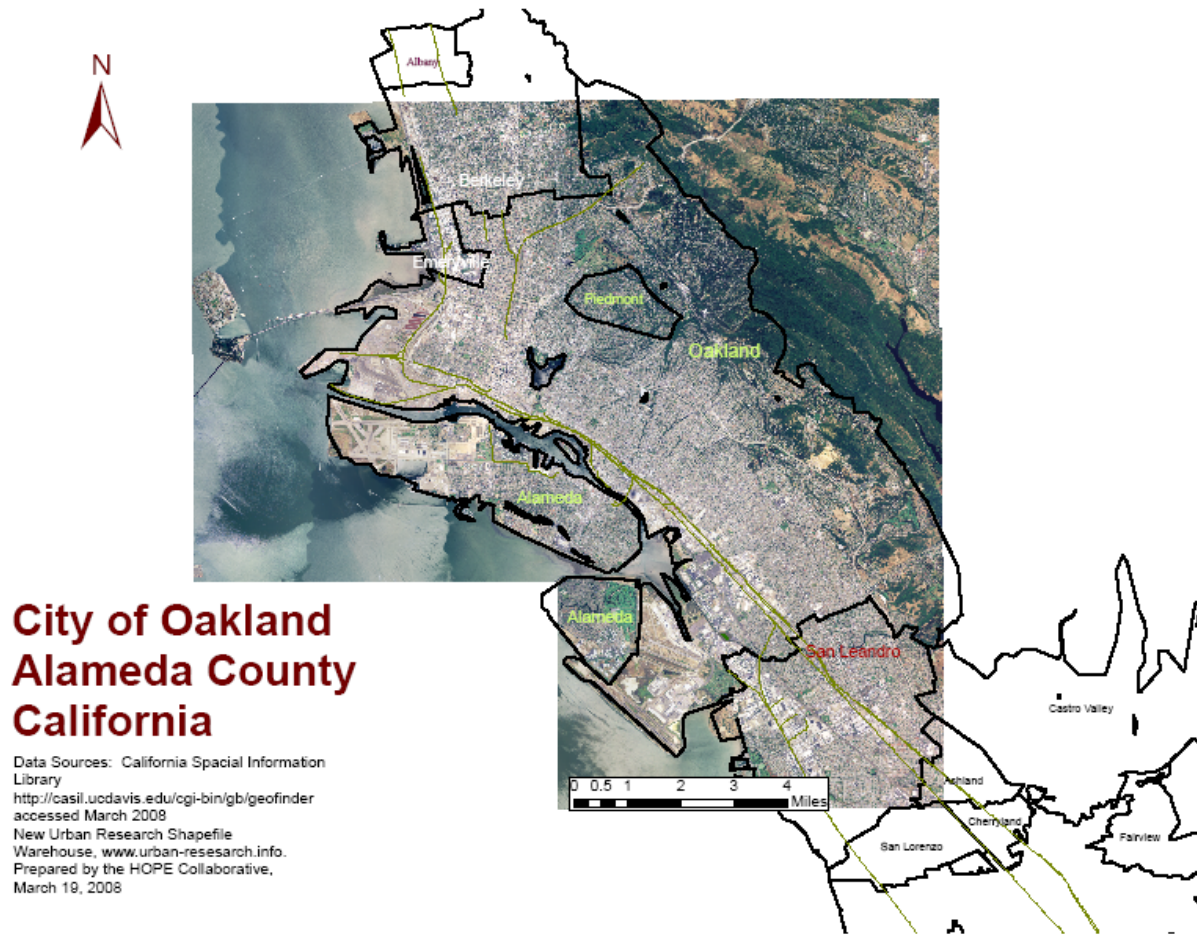 N
Albany
Berkeley
Emeryville
Piedmont
Oakland
Alameda
Alameda
San Leandro
Castro Valley
Ashland
Cherryland
Fairview
San Lorenzo
0 0.5 1 2 3 4
Miles
City of Oakland
Alameda County
California
Data Sources: California Spacial Information
Library
http://casil.ucdavis.edu/cgi-bin/gb/geofinder
accessed March 2008
New Urban Research Shapefile
Warehouse, www.urban-resesarch.info.
Prepared by the HOPE Collaborative,
March 19, 2008